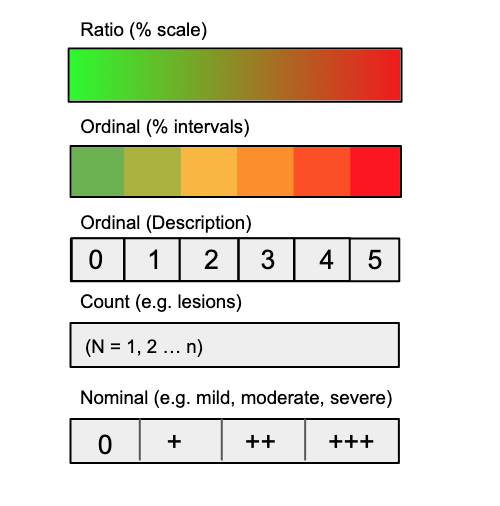 Ratio (% scale)
Ordinal (% intervals)
Ordinal (Description)
0 1 2 3 4 5
Count (e.g. lesions)
(N = 1, 2 ... n)
Nominal (e.g. mild, moderate, severe)
0 + ++ +++